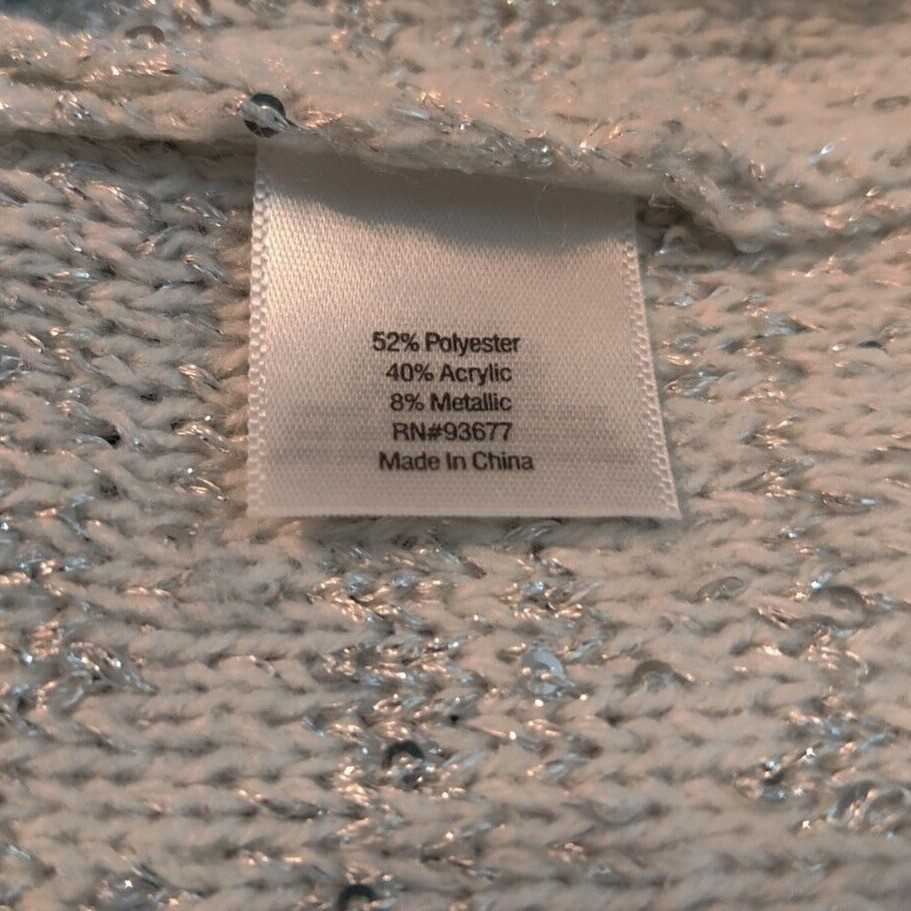 52% Polyester
40% Acrylic
8% Metallic
RN#93677
Made In China